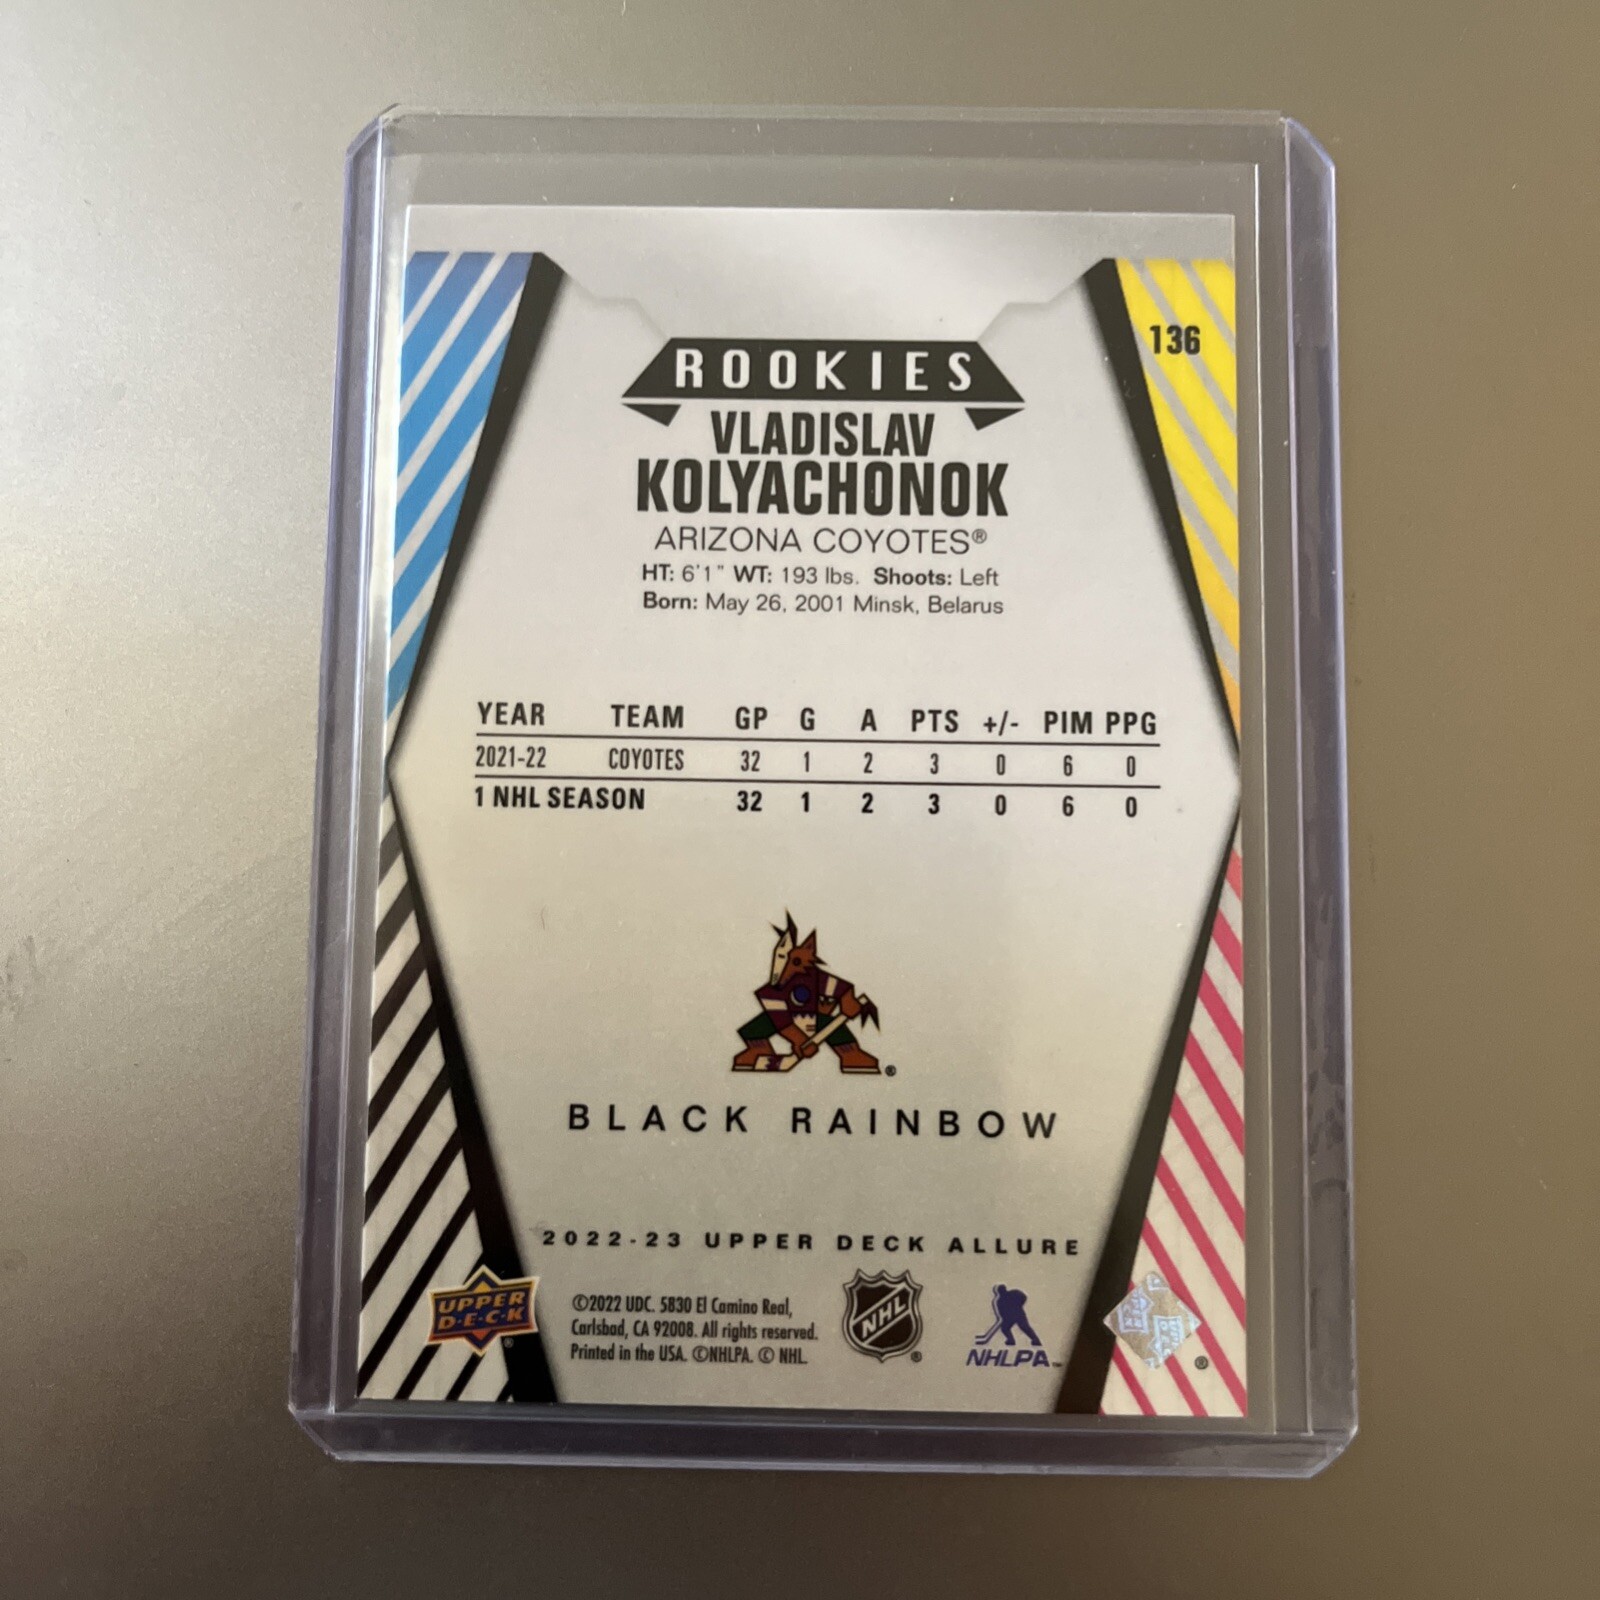 136
ROOKIES
VLADISLAV
KOLYACHONOK
ARIZONA COYOTES®
HT: 6'1" WT: 193 lbs. Shoots: Left
Born: May 26, 2001 Minsk, Belarus
YEAR TEAM GP G A PTS +/- PIM PPG
2021-22 COYOTES 32 1 2 3 0 6 0
1 NHL SEASON 32 1 2 3 0 6 0
®
BLACK RAINBOW
2022-23 UPPER DECK ALLURE
UPPER
D·E·C·K
®
©2022 UDC. 5830 El Camino Real,
Carlsbad, CA 92008. All rights reserved.
Printed in the USA. ©NHLPA. © NHL.
NHL
®
NHLPA™
®